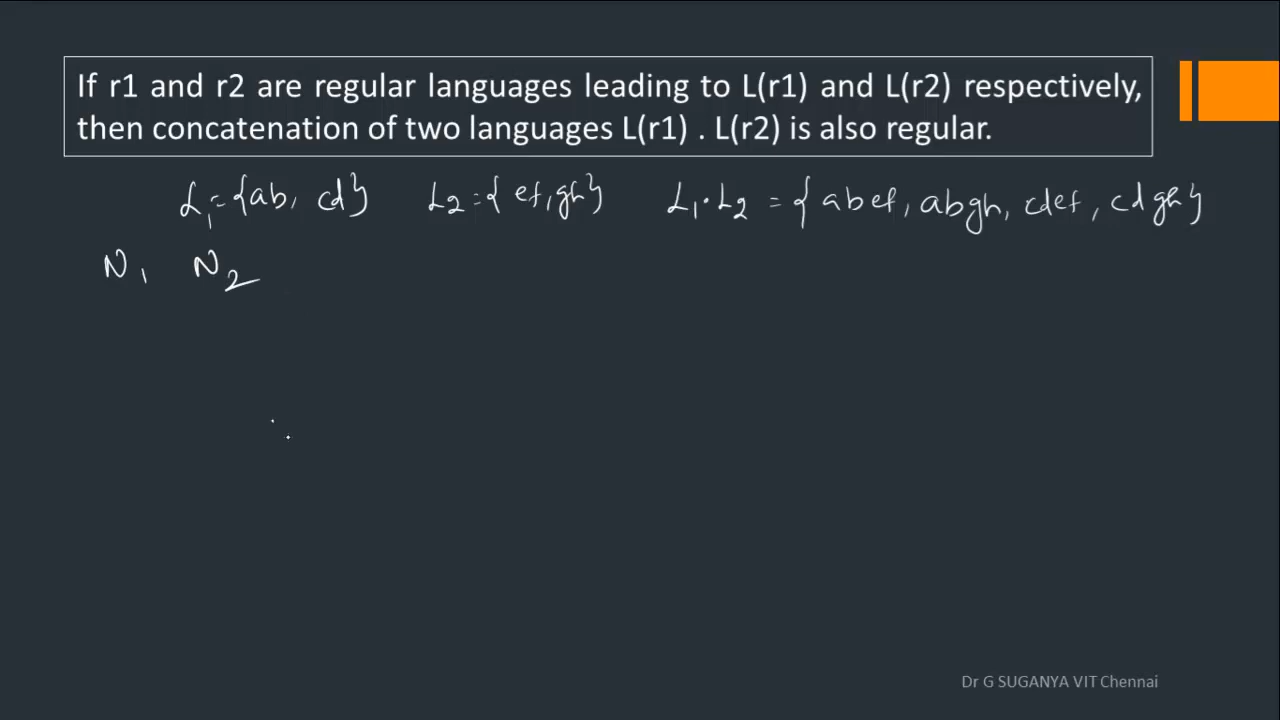 If r1 and r2 are regular languages leading to L(r1) and L(r2) respectively,
then concatenation of two languages L(r1) . L(r2) is also regular.
L₁ = {ab, cd} L₂ = {ef, gh} L₁ · L₂ = {abef, abgh, cdef, cdgh}
N₁ N₂
Dr G SUGANYA VIT Chennai